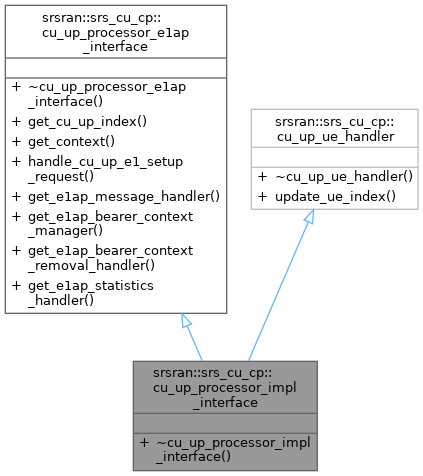 srsran::srs_cu_cp::
cu_up_processor_e1ap
_interface
+ ~cu_up_processor_e1ap
_interface()
+ get_cu_up_index()
+ get_context()
+ handle_cu_up_e1_setup
_request()
+ get_e1ap_message_handler()
+ get_e1ap_bearer_context
_manager()
+ get_e1ap_bearer_context
_removal_handler()
+ get_e1ap_statistics
_handler()
srsran::srs_cu_cp::
cu_up_ue_handler
+ ~cu_up_ue_handler()
+ update_ue_index()
srsran::srs_cu_cp::
cu_up_processor_impl
_interface
+ ~cu_up_processor_impl
_interface()